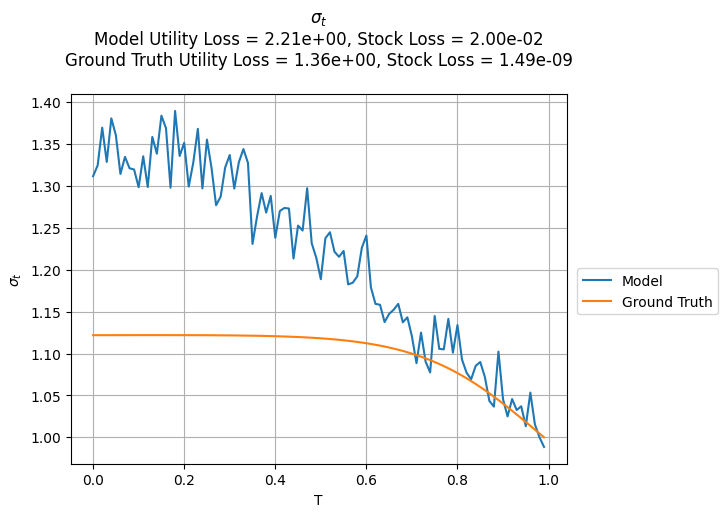 σt
Model Utility Loss = 2.21e+00, Stock Loss = 2.00e-02
Ground Truth Utility Loss = 1.36e+00, Stock Loss = 1.49e-09
1.40
1.35
1.30
1.25
1.20
1.15
1.10
1.05
1.00
σt
0.0 0.2 0.4 0.6 0.8 1.0
T
Model
Ground Truth